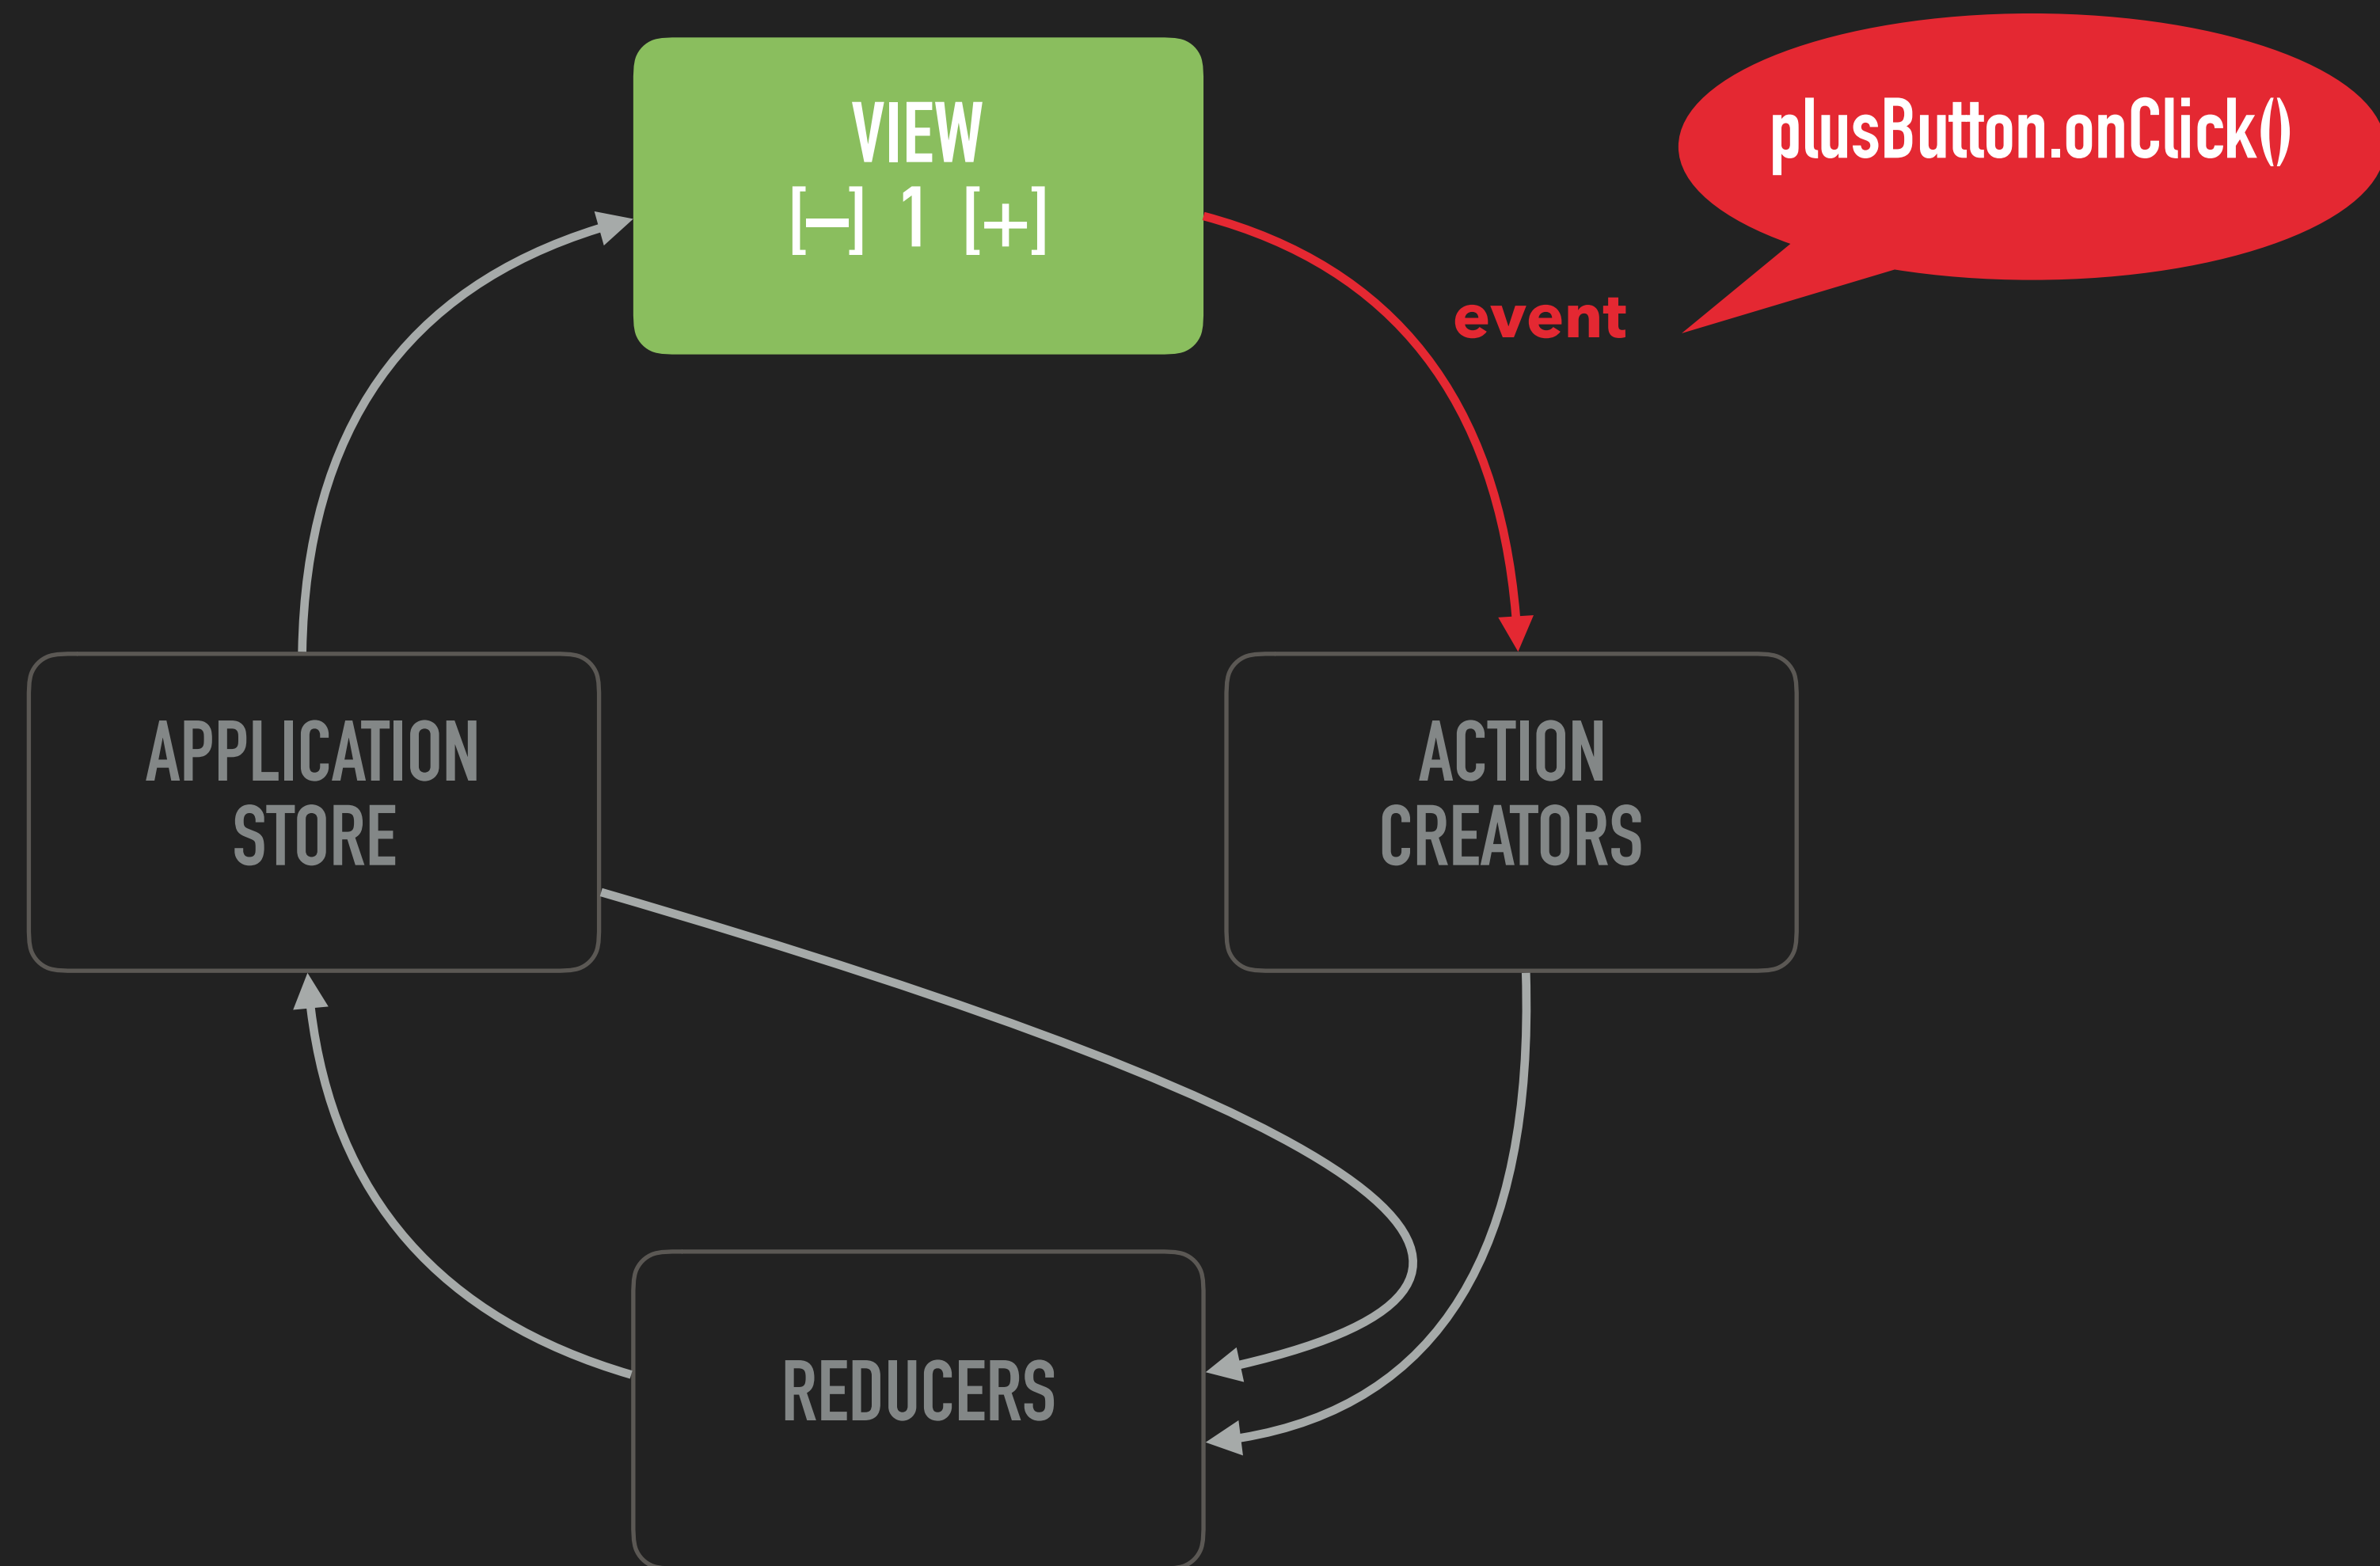 VIEW
[–] 1 [+]
plusButton.onClick()
event
APPLICATION
STORE
ACTION
CREATORS
REDUCERS